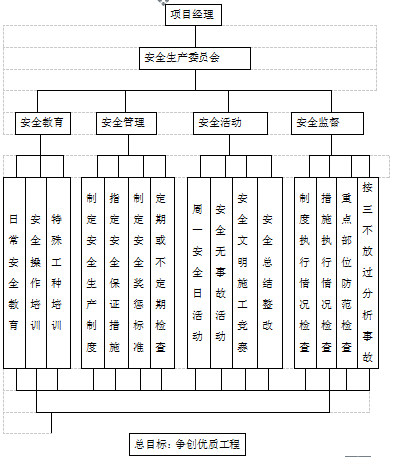 项目经理
安全生产委员会
安全教育
安全管理
安全活动
安全监督
日常安全教育
安全操作培训
特殊工种培训
制定安全生产制度
指定安全保证措施
制定安全奖惩标准
定期或不定期检查
周一安全日活动
安全无事故活动
安全文明施工竞赛
安全总结整改
制度执行情况检查
措施执行情况检查
重点部位防范检查
按三不放过分析事故
总目标：争创优质工程